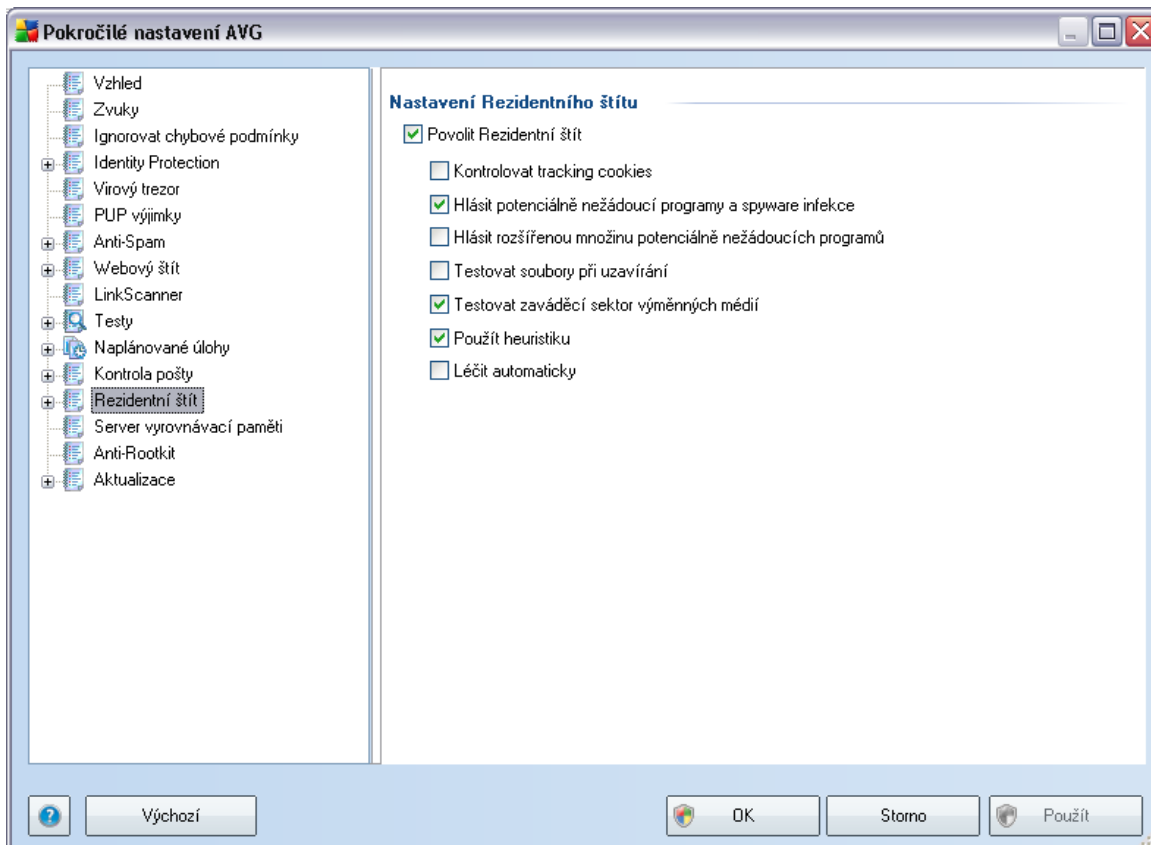 Pokročilé nastavení AVG
Vzhled
Zvuky
Ignorovat chybové podmínky
Identity Protection
Virový trezor
PUP výjimky
Anti-Spam
Webový štít
LinkScanner
Testy
Naplánované úlohy
Kontrola pošty
Rezidentní štít
Server vyrovnávací paměti
Anti-Rootkit
Aktualizace
Nastavení Rezidentního štítu
Povolit Rezidentní štít
Kontrolovat tracking cookies
Hlásit potenciálně nežádoucí programy a spyware infekce
Hlásit rozšířenou množinu potenciálně nežádoucích programů
Testovat soubory při uzavírání
Testovat zaváděcí sektor výměnných médií
Použít heuristiku
Léčit automaticky
Výchozí
OK
Storno
Použít